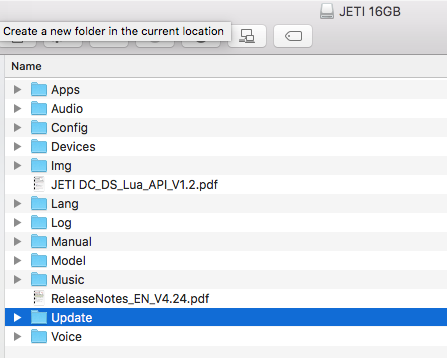 JETI 16GB
Create a new folder in the current location
Name
Apps
Audio
Config
Devices
Img
JETI DC_DS_Lua_API_V1.2.pdf
Lang
Log
Manual
Model
Music
ReleaseNotes_EN_V4.24.pdf
Update
Voice